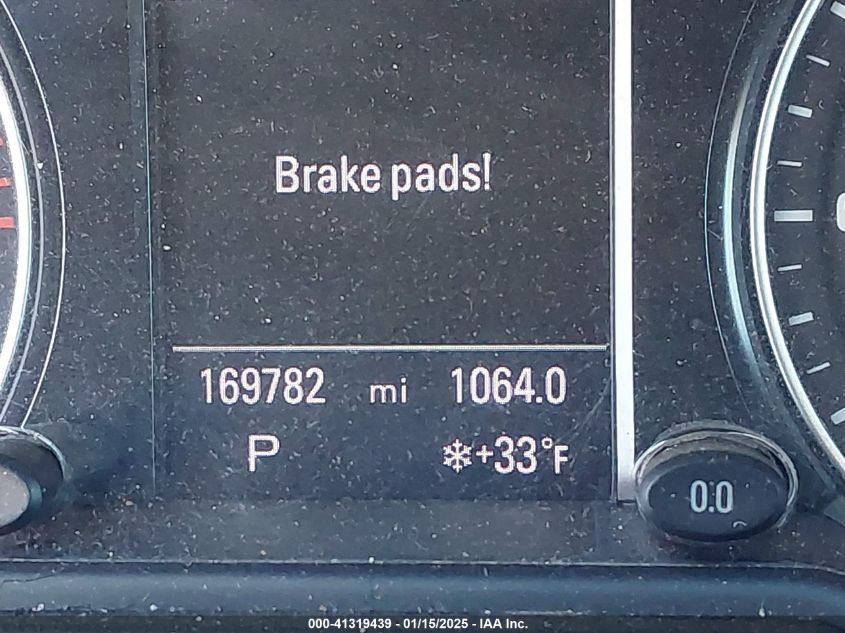 Brake pads!
169782 mi 1064.0
P ❄+33°F
0.0
000-41319439 - 01/15/2025 - IAA Inc.